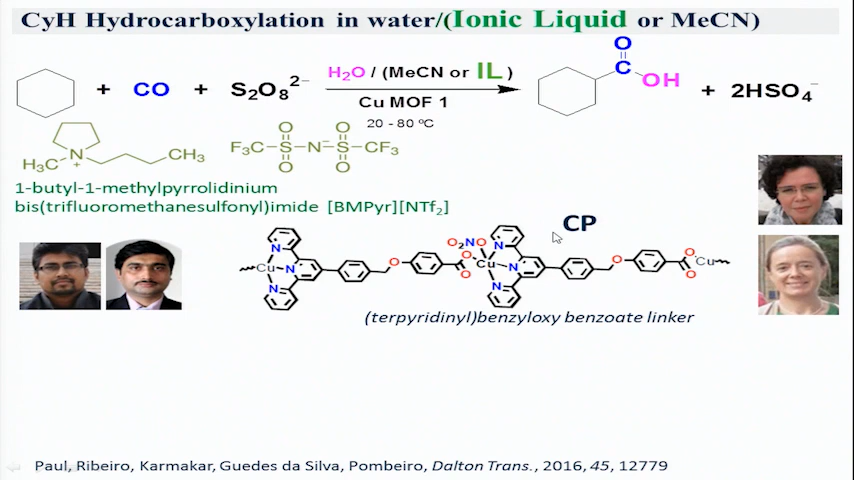 CyH Hydrocarboxylation in water/(Ionic Liquid or MeCN)
+ CO + S₂O₈²⁻ H₂O / (MeCN or IL) + 2HSO₄⁻
Cu MOF 1
20 - 80 ºC
O
C
OH
N
+
H₃C
CH₃
O O
F₃C-S-N⁻-S-CF₃
O O
1-butyl-1-methylpyrrolidinium
bis(trifluoromethanesulfonyl)imide [BMPyr][NTf₂]
CP
N O₂NO N
Cu N O O Cu N O O Cu
N O N O
(terpyridinyl)benzyloxy benzoate linker
Paul, Ribeiro, Karmakar, Guedes da Silva, Pombeiro, Dalton Trans., 2016, 45, 12779